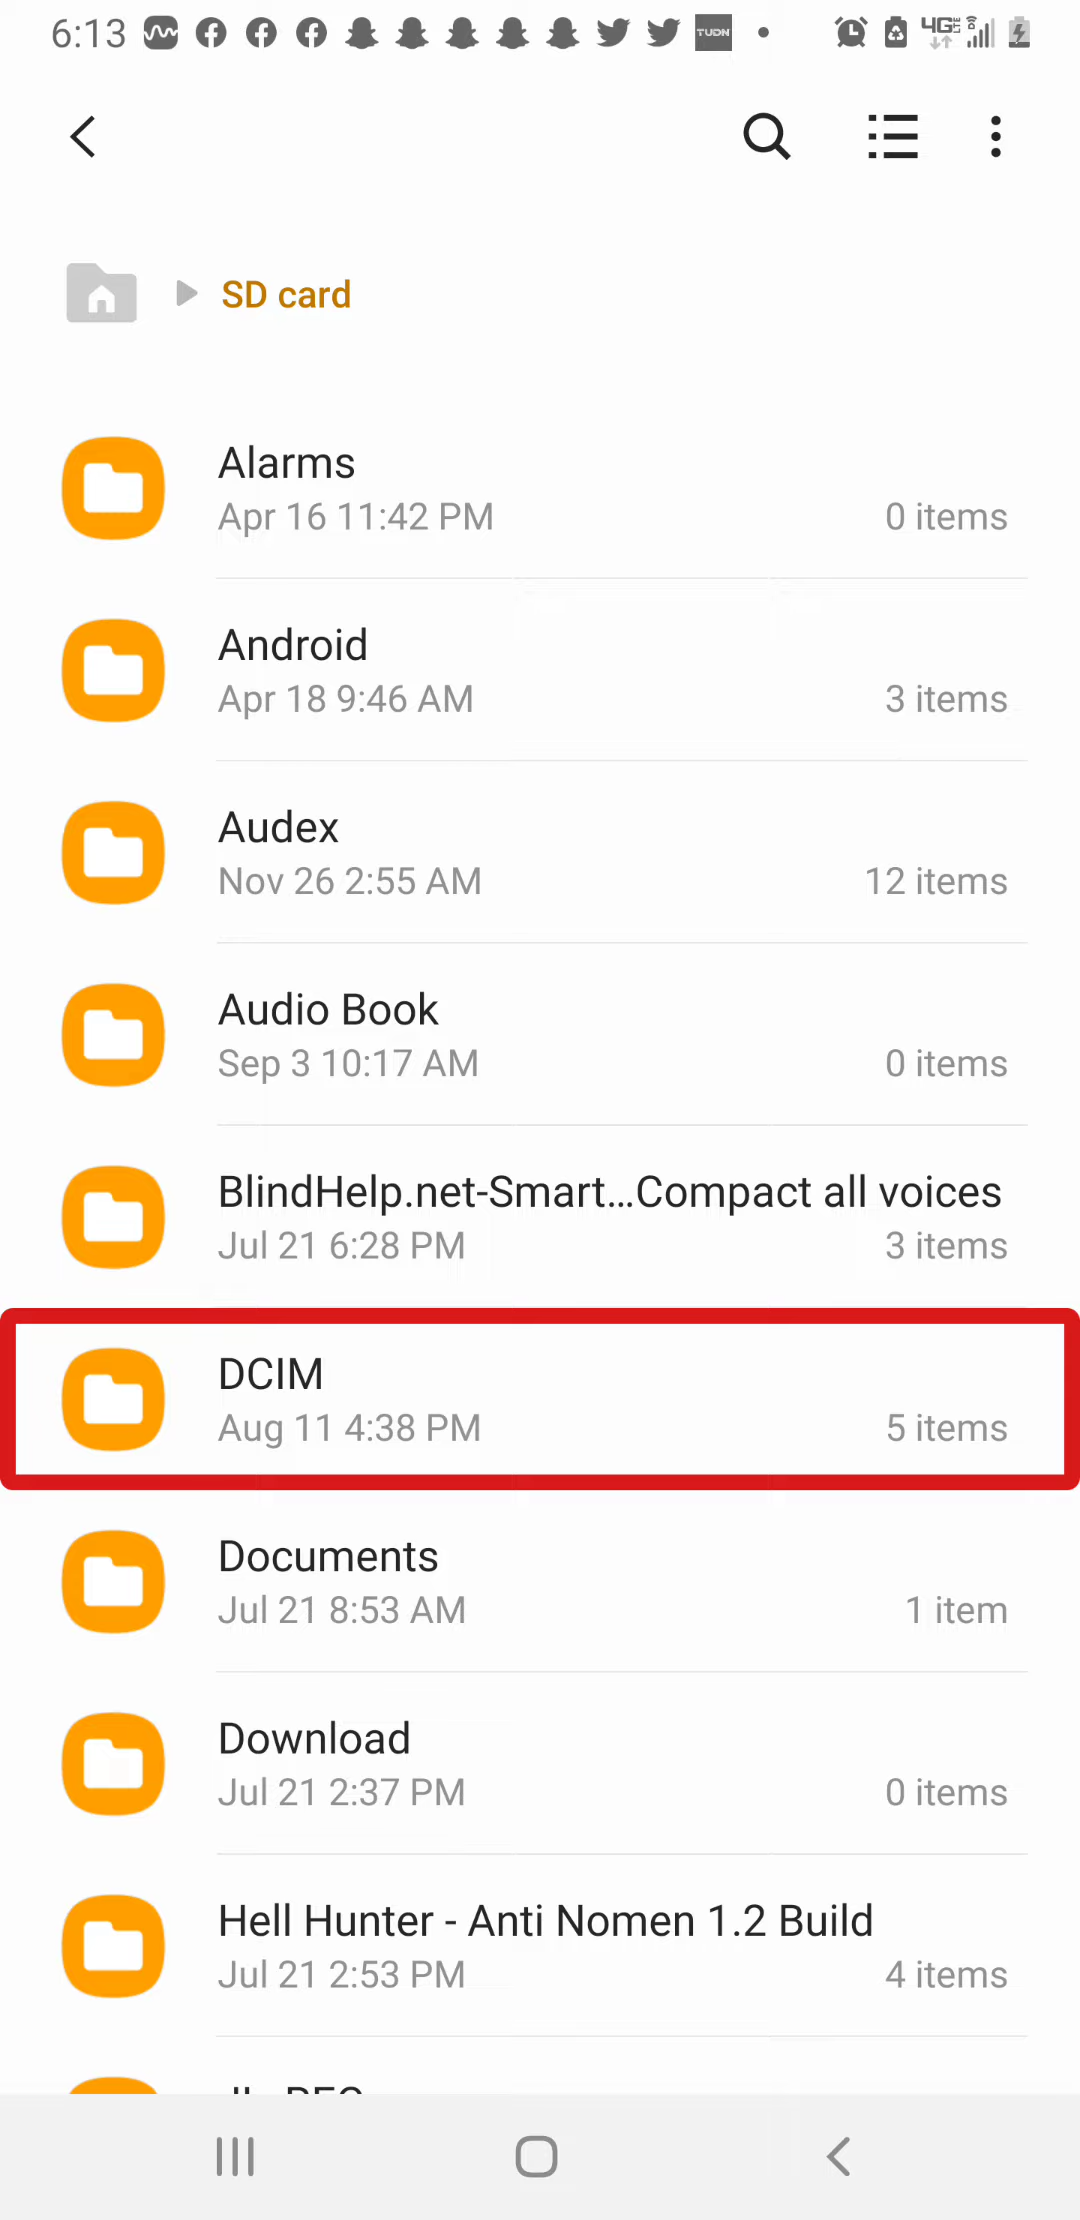 6:13 TUDN 4G LTE
SD card
Alarms
Apr 16 11:42 PM 0 items
Android
Apr 18 9:46 AM 3 items
Audex
Nov 26 2:55 AM 12 items
Audio Book
Sep 3 10:17 AM 0 items
BlindHelp.net-Smart...Compact all voices
Jul 21 6:28 PM 3 items
DCIM
Aug 11 4:38 PM 5 items
Documents
Jul 21 8:53 AM 1 item
Download
Jul 21 2:37 PM 0 items
Hell Hunter - Anti Nomen 1.2 Build
Jul 21 2:53 PM 4 items